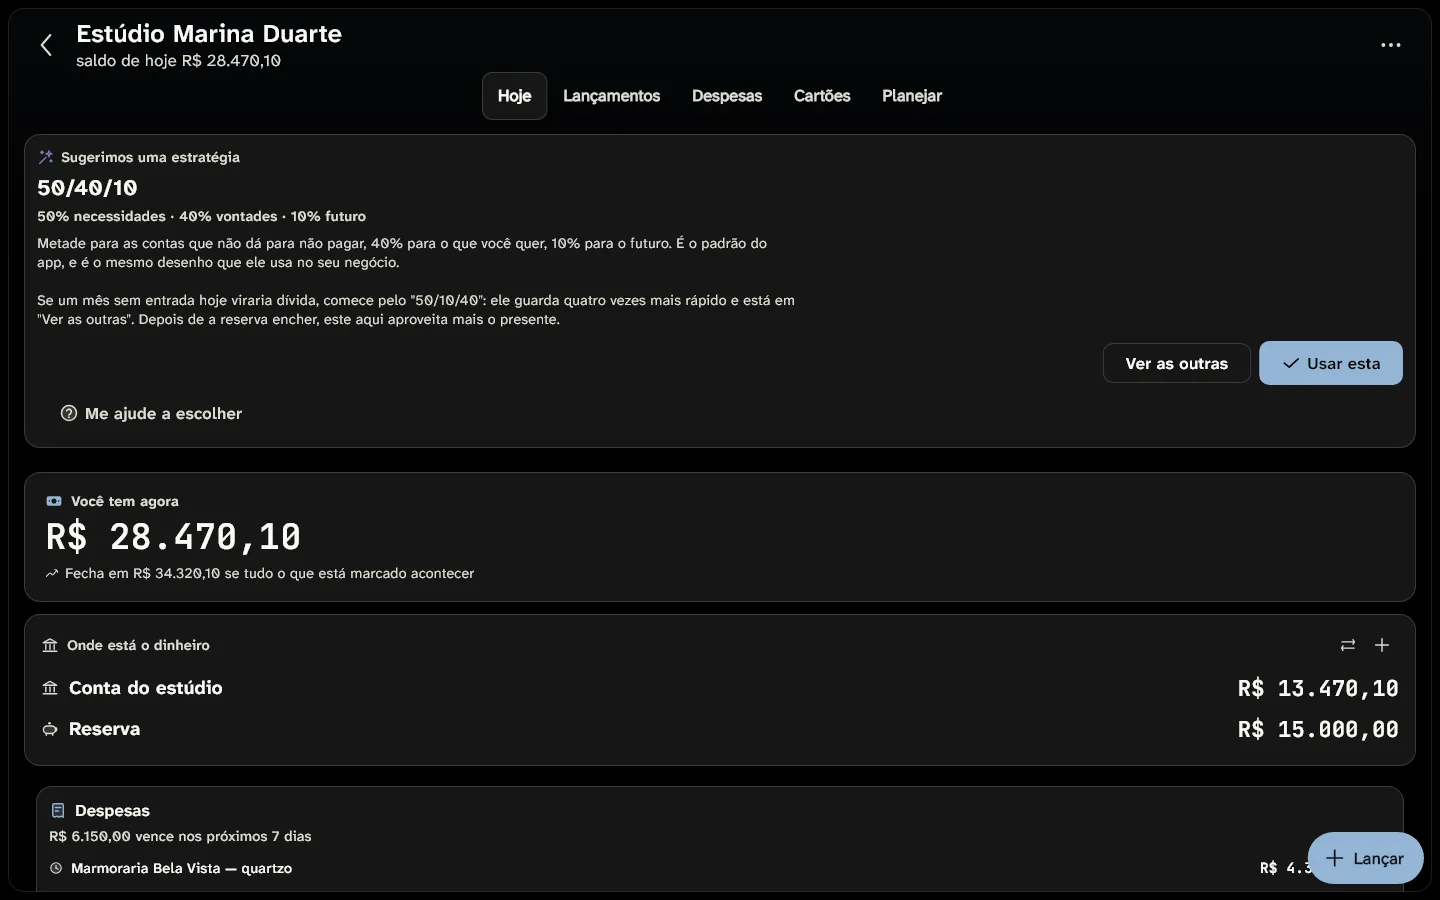 Estúdio Marina Duarte
saldo de hoje R$ 28.470,10
Hoje
Lançamentos
Despesas
Cartões
Planejar
Sugerimos uma estratégia
50/40/10
50% necessidades · 40% vontades · 10% futuro
Metade para as contas que não dá para não pagar, 40% para o que você quer, 10% para o futuro. É o padrão do
app, e é o mesmo desenho que ele usa no seu negócio.
Se um mês sem entrada hoje viraria dívida, comece pelo "50/10/40": ele guarda quatro vezes mais rápido e está em
"Ver as outras". Depois de a reserva encher, este aqui aproveita mais o presente.
Ver as outras
Usar esta
Me ajude a escolher
Você tem agora
R$ 28.470,10
Fecha em R$ 34.320,10 se tudo o que está marcado acontecer
Onde está o dinheiro
Conta do estúdio R$ 13.470,10
Reserva R$ 15.000,00
Despesas
R$ 6.150,00 vence nos próximos 7 dias
Marmoraria Bela Vista — quartzo R$ 4.3
Lançar